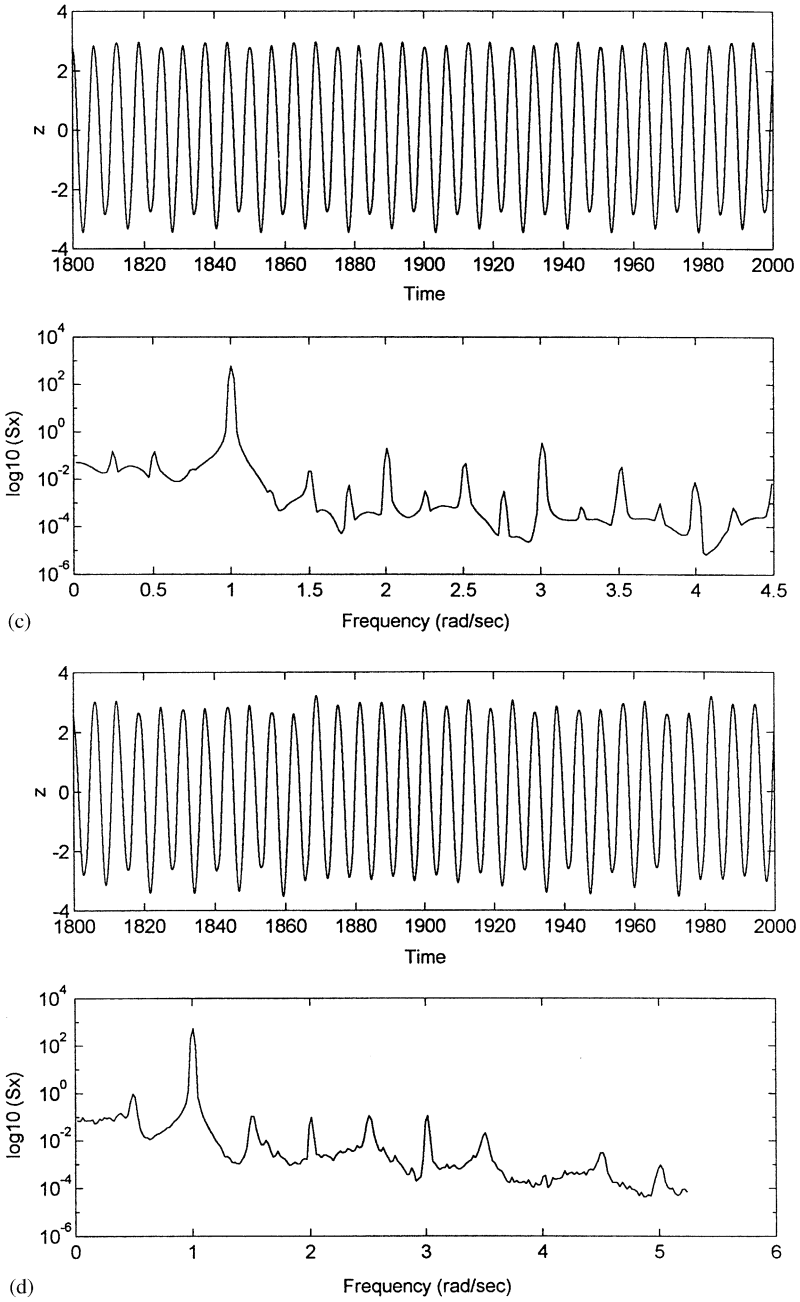 4
2
0
-2
-4
z
1800 1820 1840 1860 1880 1900 1920 1940 1960 1980 2000
Time
10^4
10^2
10^0
10^-2
10^-4
10^-6
log10 (Sx)
0 0.5 1 1.5 2 2.5 3 3.5 4 4.5
(c)
Frequency (rad/sec)
4
2
0
-2
-4
z
1800 1820 1840 1860 1880 1900 1920 1940 1960 1980 2000
Time
10^4
10^2
10^0
10^-2
10^-4
10^-6
log10 (Sx)
0 1 2 3 4 5 6
(d)
Frequency (rad/sec)